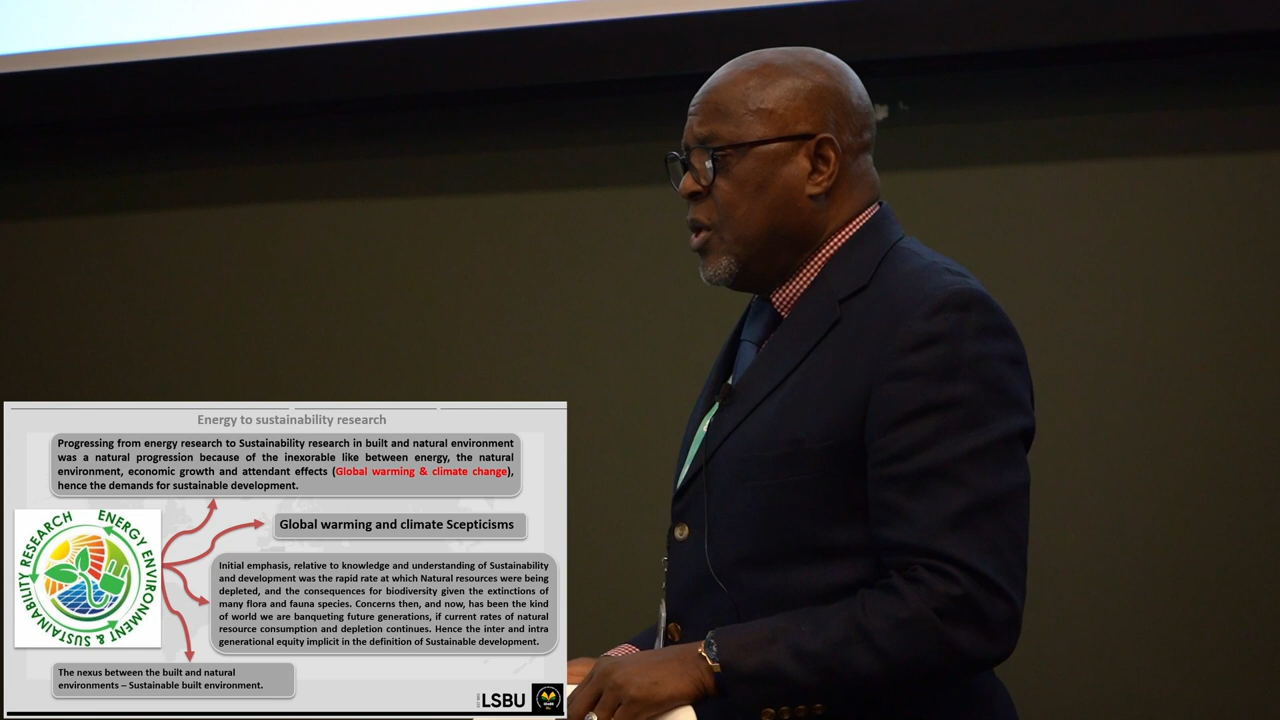 Energy to sustainability research
Progressing from energy research to Sustainability research in built and natural environment
was a natural progression because of the inexorable like between energy, the natural
environment, economic growth and attendant effects (Global warming & climate change),
hence the demands for sustainable development.
ENERGY ENVIRONMENT & SUSTAINABILITY RESEARCH
Global warming and climate Scepticisms
Initial emphasis, relative to knowledge and understanding of Sustainability
and development was the rapid rate at which Natural resources were being
depleted, and the consequences for biodiversity given the extinctions of
many flora and fauna species. Concerns then, and now, has been the kind
of world we are banqueting future generations, if current rates of natural
resource consumption and depletion continues. Hence the inter and intra
generational equity implicit in the definition of Sustainable development.
The nexus between the built and natural
environments – Sustainable built environment.
LSBU